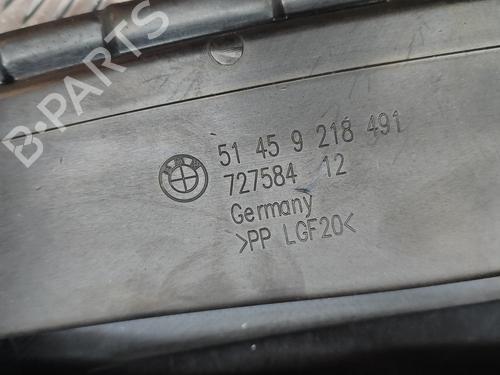 B-PARTS
51 45 9 218 491
727584 12
Germany
>PP LGF20<